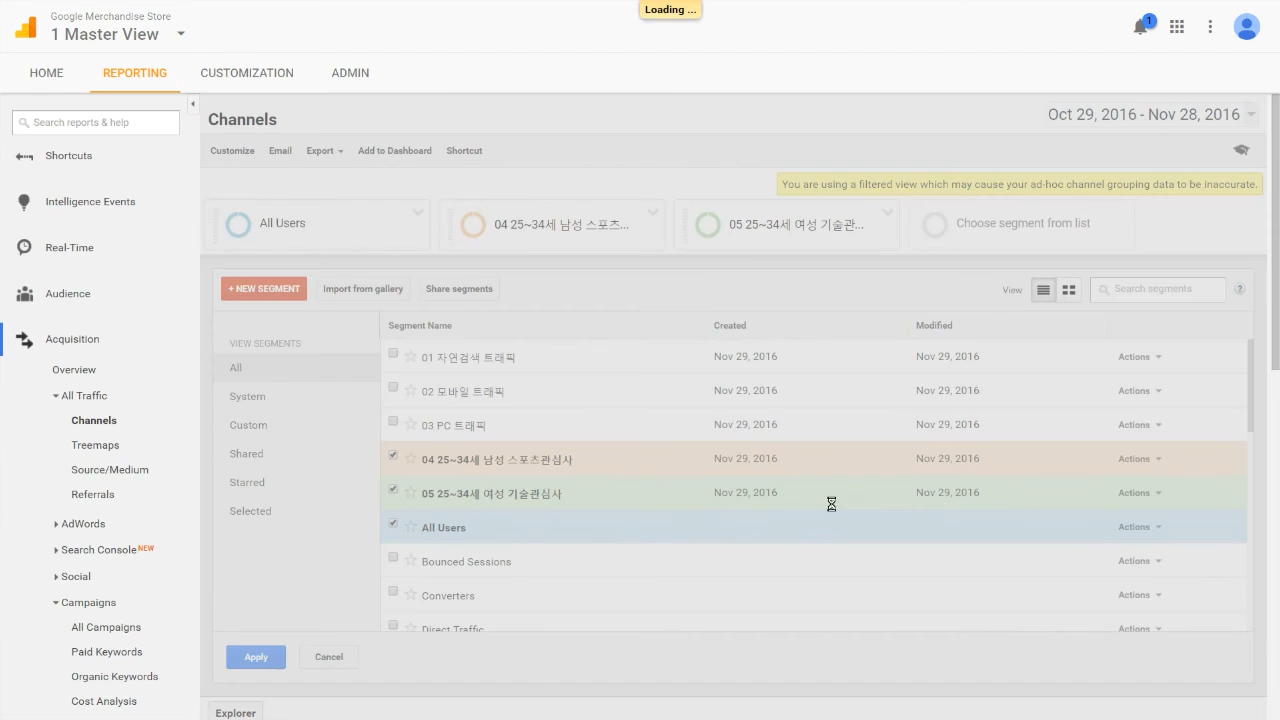 Loading ...
Google Merchandise Store
1 Master View
1
HOME
REPORTING
CUSTOMIZATION
ADMIN
Search reports & help
Shortcuts
Intelligence Events
Real-Time
Audience
Acquisition
Overview
All Traffic
Channels
Treemaps
Source/Medium
Referrals
AdWords
Search Console NEW
Social
Campaigns
All Campaigns
Paid Keywords
Organic Keywords
Cost Analysis
Channels
Oct 29, 2016 - Nov 28, 2016
Customize Email Export Add to Dashboard Shortcut
You are using a filtered view which may cause your ad-hoc channel grouping data to be inaccurate.
All Users
04 25~34세 남성 스포츠...
05 25~34세 여성 기술관...
Choose segment from list
+ NEW SEGMENT Import from gallery Share segments
View
Search segments
?
VIEW SEGMENTS
All
System
Custom
Shared
Starred
Selected
Segment Name Created Modified
01 자연검색 트래픽 Nov 29, 2016 Nov 29, 2016 Actions
02 모바일 트래픽 Nov 29, 2016 Nov 29, 2016 Actions
03 PC 트래픽 Nov 29, 2016 Nov 29, 2016 Actions
04 25~34세 남성 스포츠관심사 Nov 29, 2016 Nov 29, 2016 Actions
05 25~34세 여성 기술관심사 Nov 29, 2016 Nov 29, 2016 Actions
All Users Actions
Bounced Sessions Actions
Converters Actions
Direct Traffic Actions
Apply Cancel
Explorer